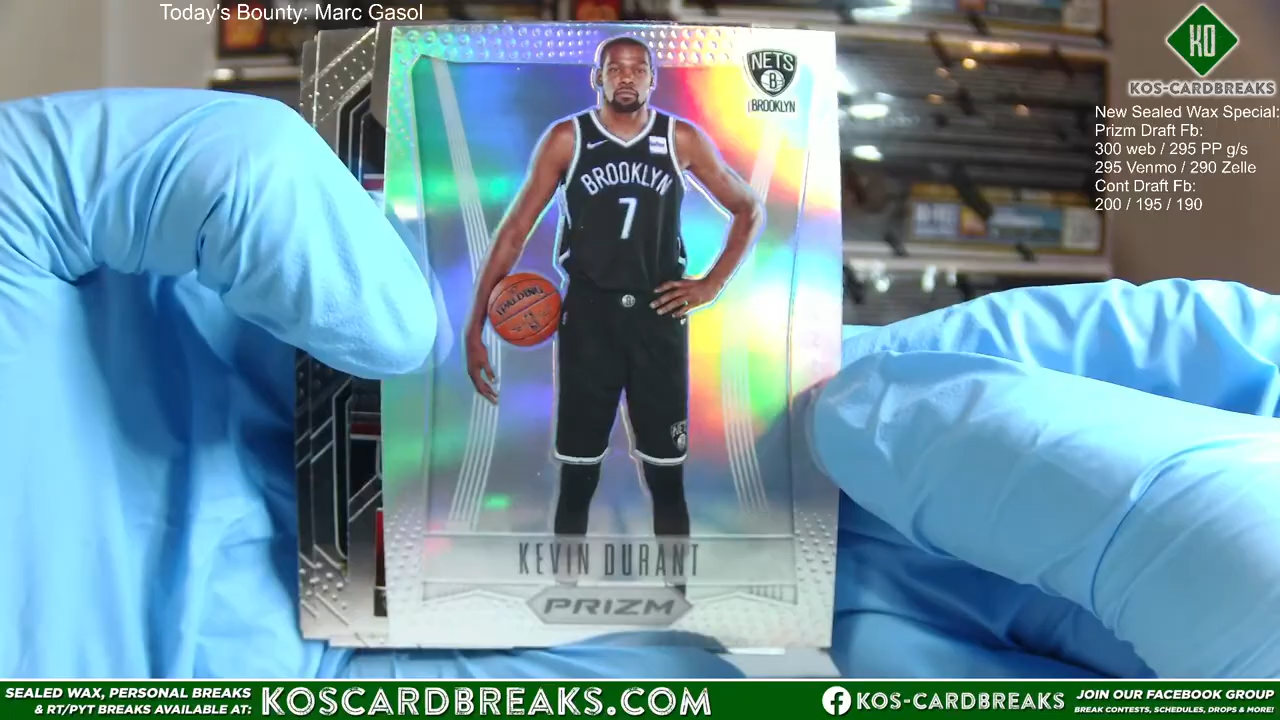 Today's Bounty: Marc Gasol
KO
KOS-CARDBREAKS
New Sealed Wax Special:
Prizm Draft Fb:
300 web / 295 PP g/s
295 Venmo / 290 Zelle
Cont Draft Fb:
200 / 195 / 190
NETS
B
BROOKLYN
BROOKLYN
7
SPALDING
NETS
KEVIN DURANT
PRIZM
SEALED WAX, PERSONAL BREAKS
& RT/PYT BREAKS AVAILABLE AT:
KOSCARDBREAKS.COM
KOS-CARDBREAKS
JOIN OUR FACEBOOK GROUP
BREAK CONTESTS, SCHEDULES, DROPS & MORE!